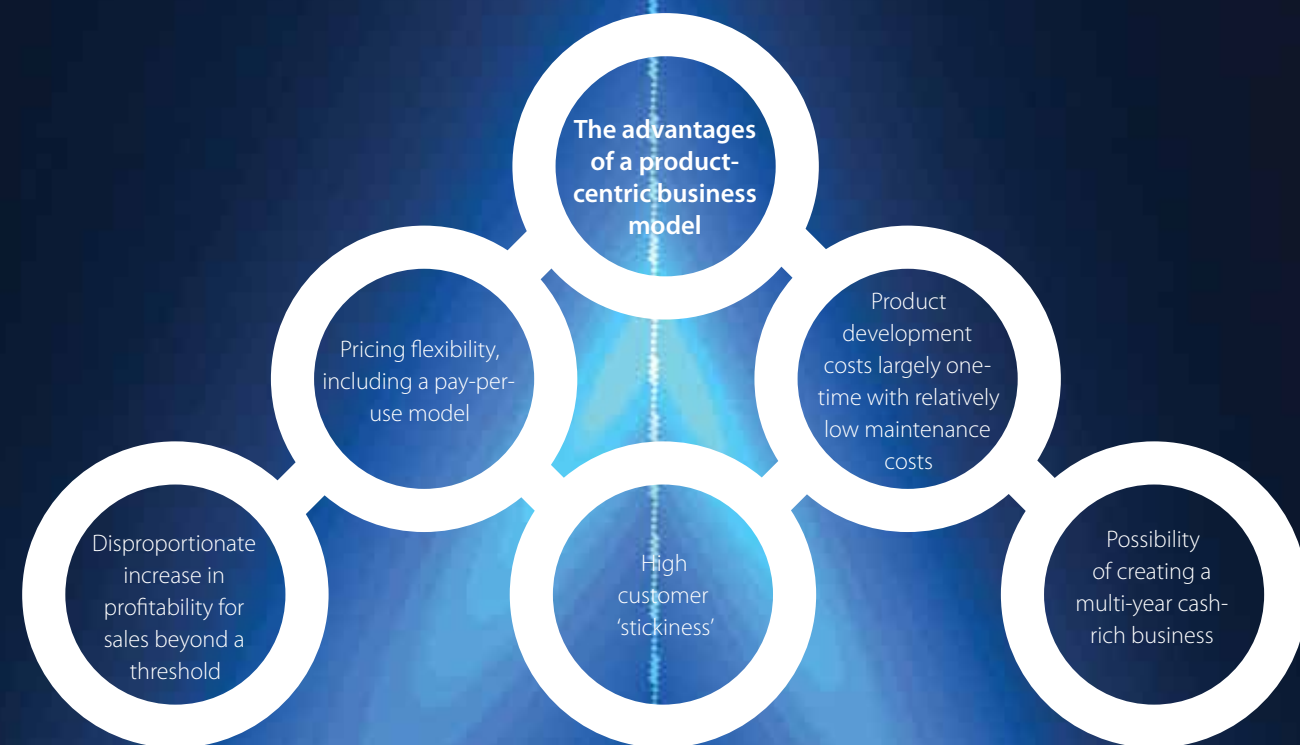 The advantages
of a product-
centric business
model
Pricing flexibility,
including a pay-per-
use model
Product
development
costs largely one-
time with relatively
low maintenance
costs
Disproportionate
increase in
profitability for
sales beyond a
threshold
High
customer
‘stickiness’
Possibility
of creating a
multi-year cash-
rich business